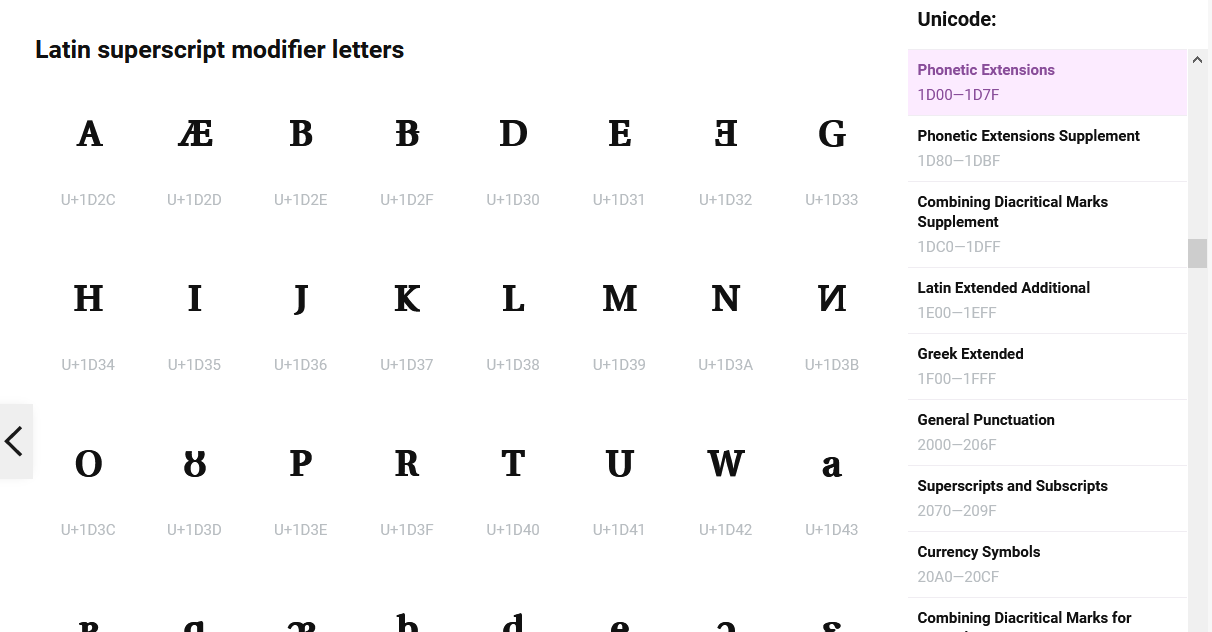 Latin superscript modifier letters
A Æ B Ƀ D E Ǝ G
U+1D2C U+1D2D U+1D2E U+1D2F U+1D30 U+1D31 U+1D32 U+1D33
H I J K L M N И
U+1D34 U+1D35 U+1D36 U+1D37 U+1D38 U+1D39 U+1D3A U+1D3B
O Ȣ P R T U W a
U+1D3C U+1D3D U+1D3E U+1D3F U+1D40 U+1D41 U+1D42 U+1D43
Unicode:
Phonetic Extensions
1D00—1D7F
Phonetic Extensions Supplement
1D80—1DBF
Combining Diacritical Marks
Supplement
1DC0—1DFF
Latin Extended Additional
1E00—1EFF
Greek Extended
1F00—1FFF
General Punctuation
2000—206F
Superscripts and Subscripts
2070—209F
Currency Symbols
20A0—20CF
Combining Diacritical Marks for